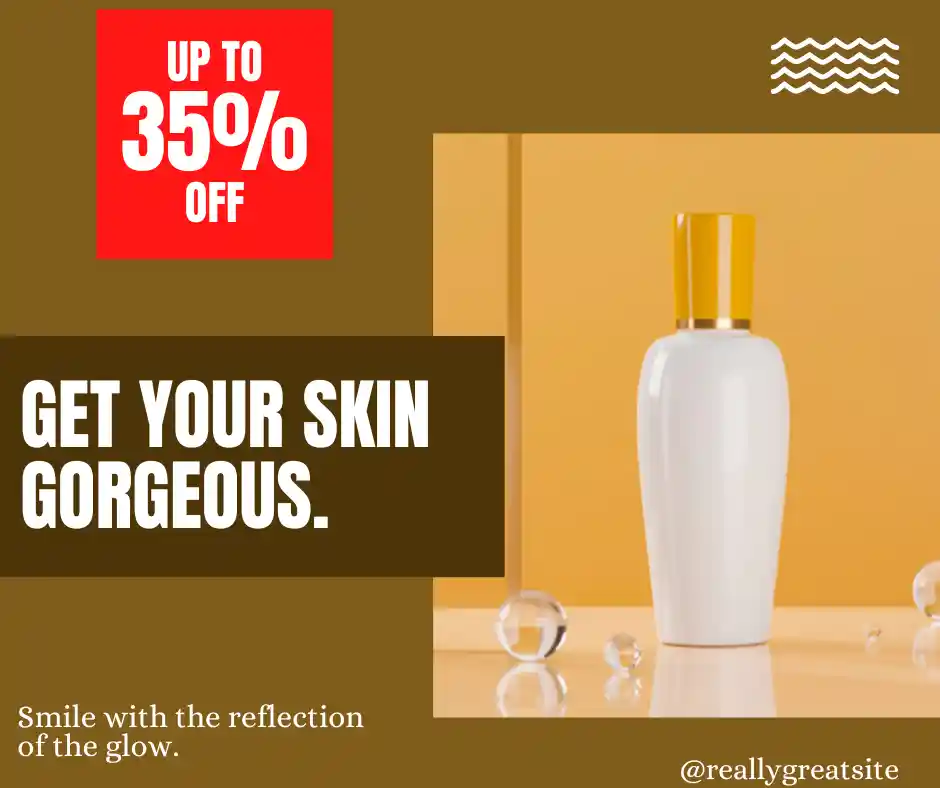 UP TO
35%
OFF
GET YOUR SKIN
GORGEOUS.
Smile with the reflection
of the glow.
@reallygreatsite